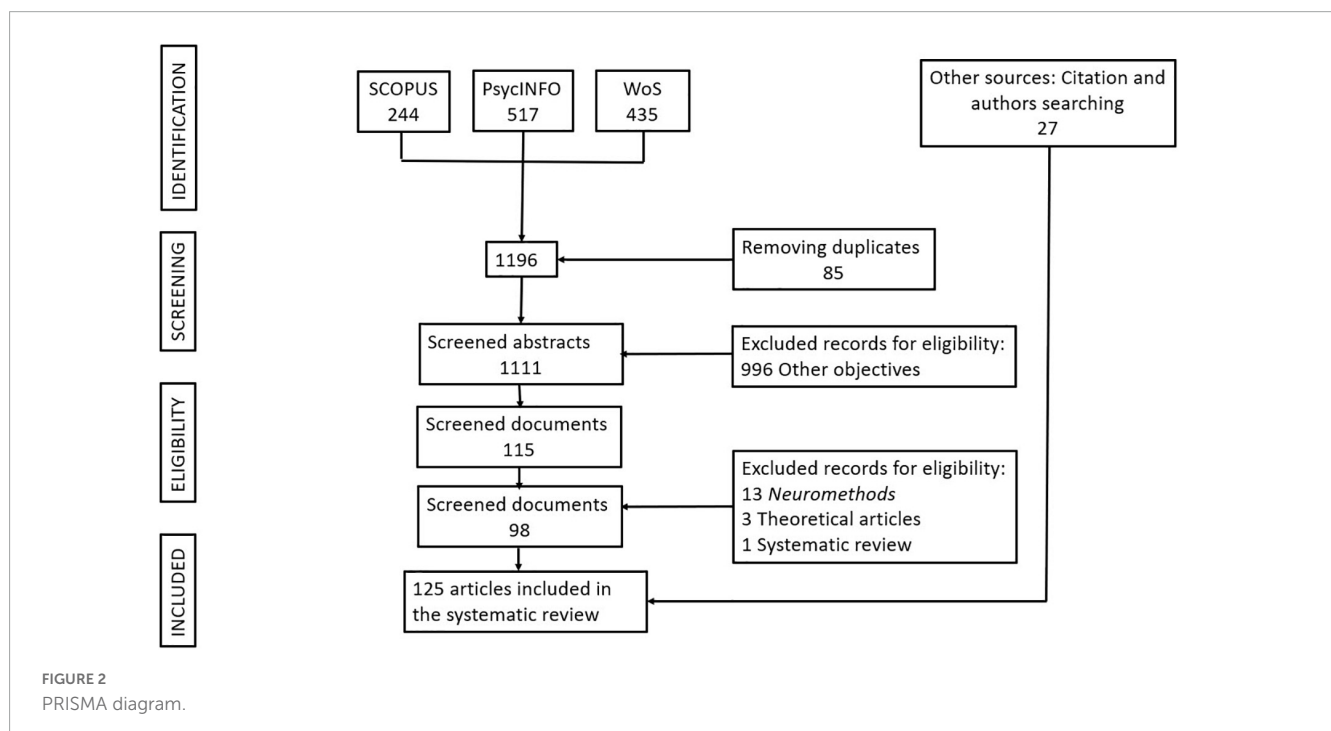 IDENTIFICATION
SCOPUS
244
PsycINFO
517
WoS
435
Other sources: Citation and
authors searching
27
SCREENING
1196
Removing duplicates
85
Screened abstracts
1111
Excluded records for eligibility:
996 Other objectives
ELIGIBILITY
Screened documents
115
Screened documents
98
Excluded records for eligibility:
13 Neuromethods
3 Theoretical articles
1 Systematic review
INCLUDED
125 articles included in
the systematic review
FIGURE 2
PRISMA diagram.